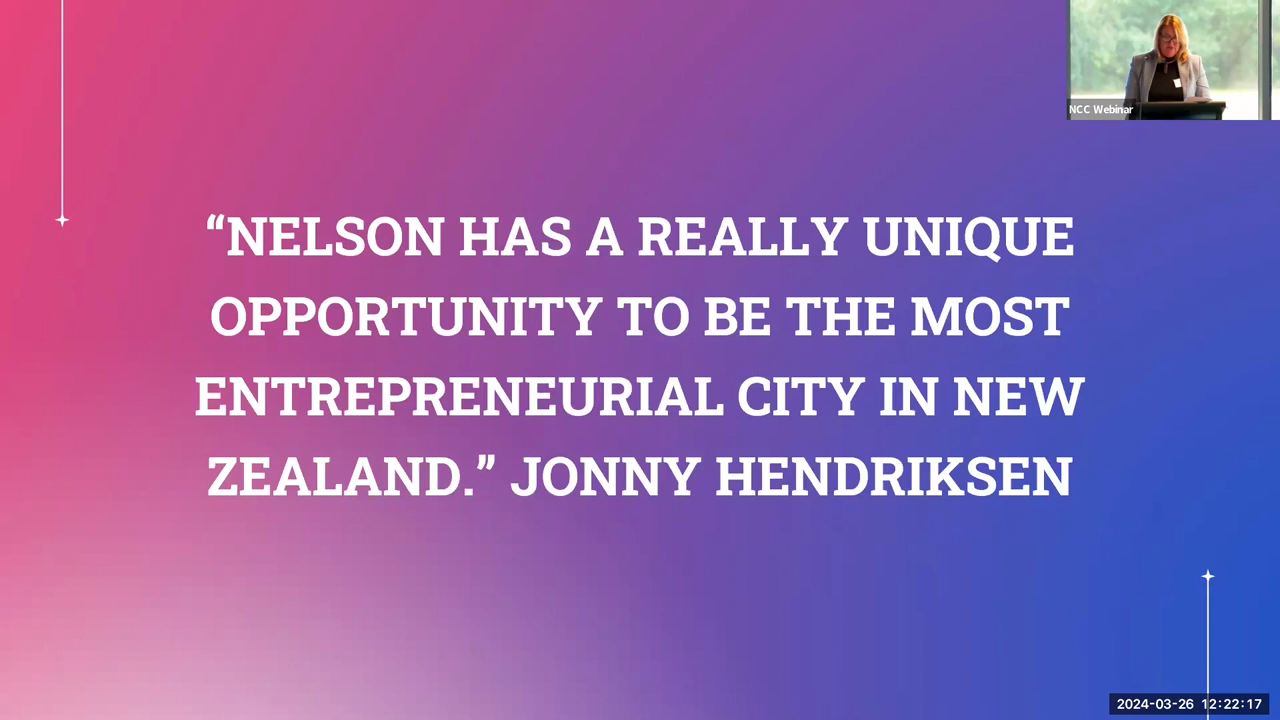 NCC Webinar
“NELSON HAS A REALLY UNIQUE
OPPORTUNITY TO BE THE MOST
ENTREPRENEURIAL CITY IN NEW
ZEALAND.” JONNY HENDRIKSEN
2024-03-26 12:22:17